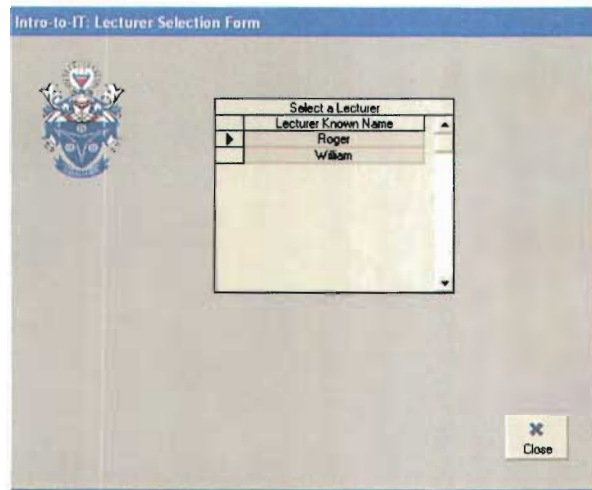 Intro-to-IT: Lecturer Selection Form
Select a Lecturer
Lecturer Known Name
Roger
William
Close